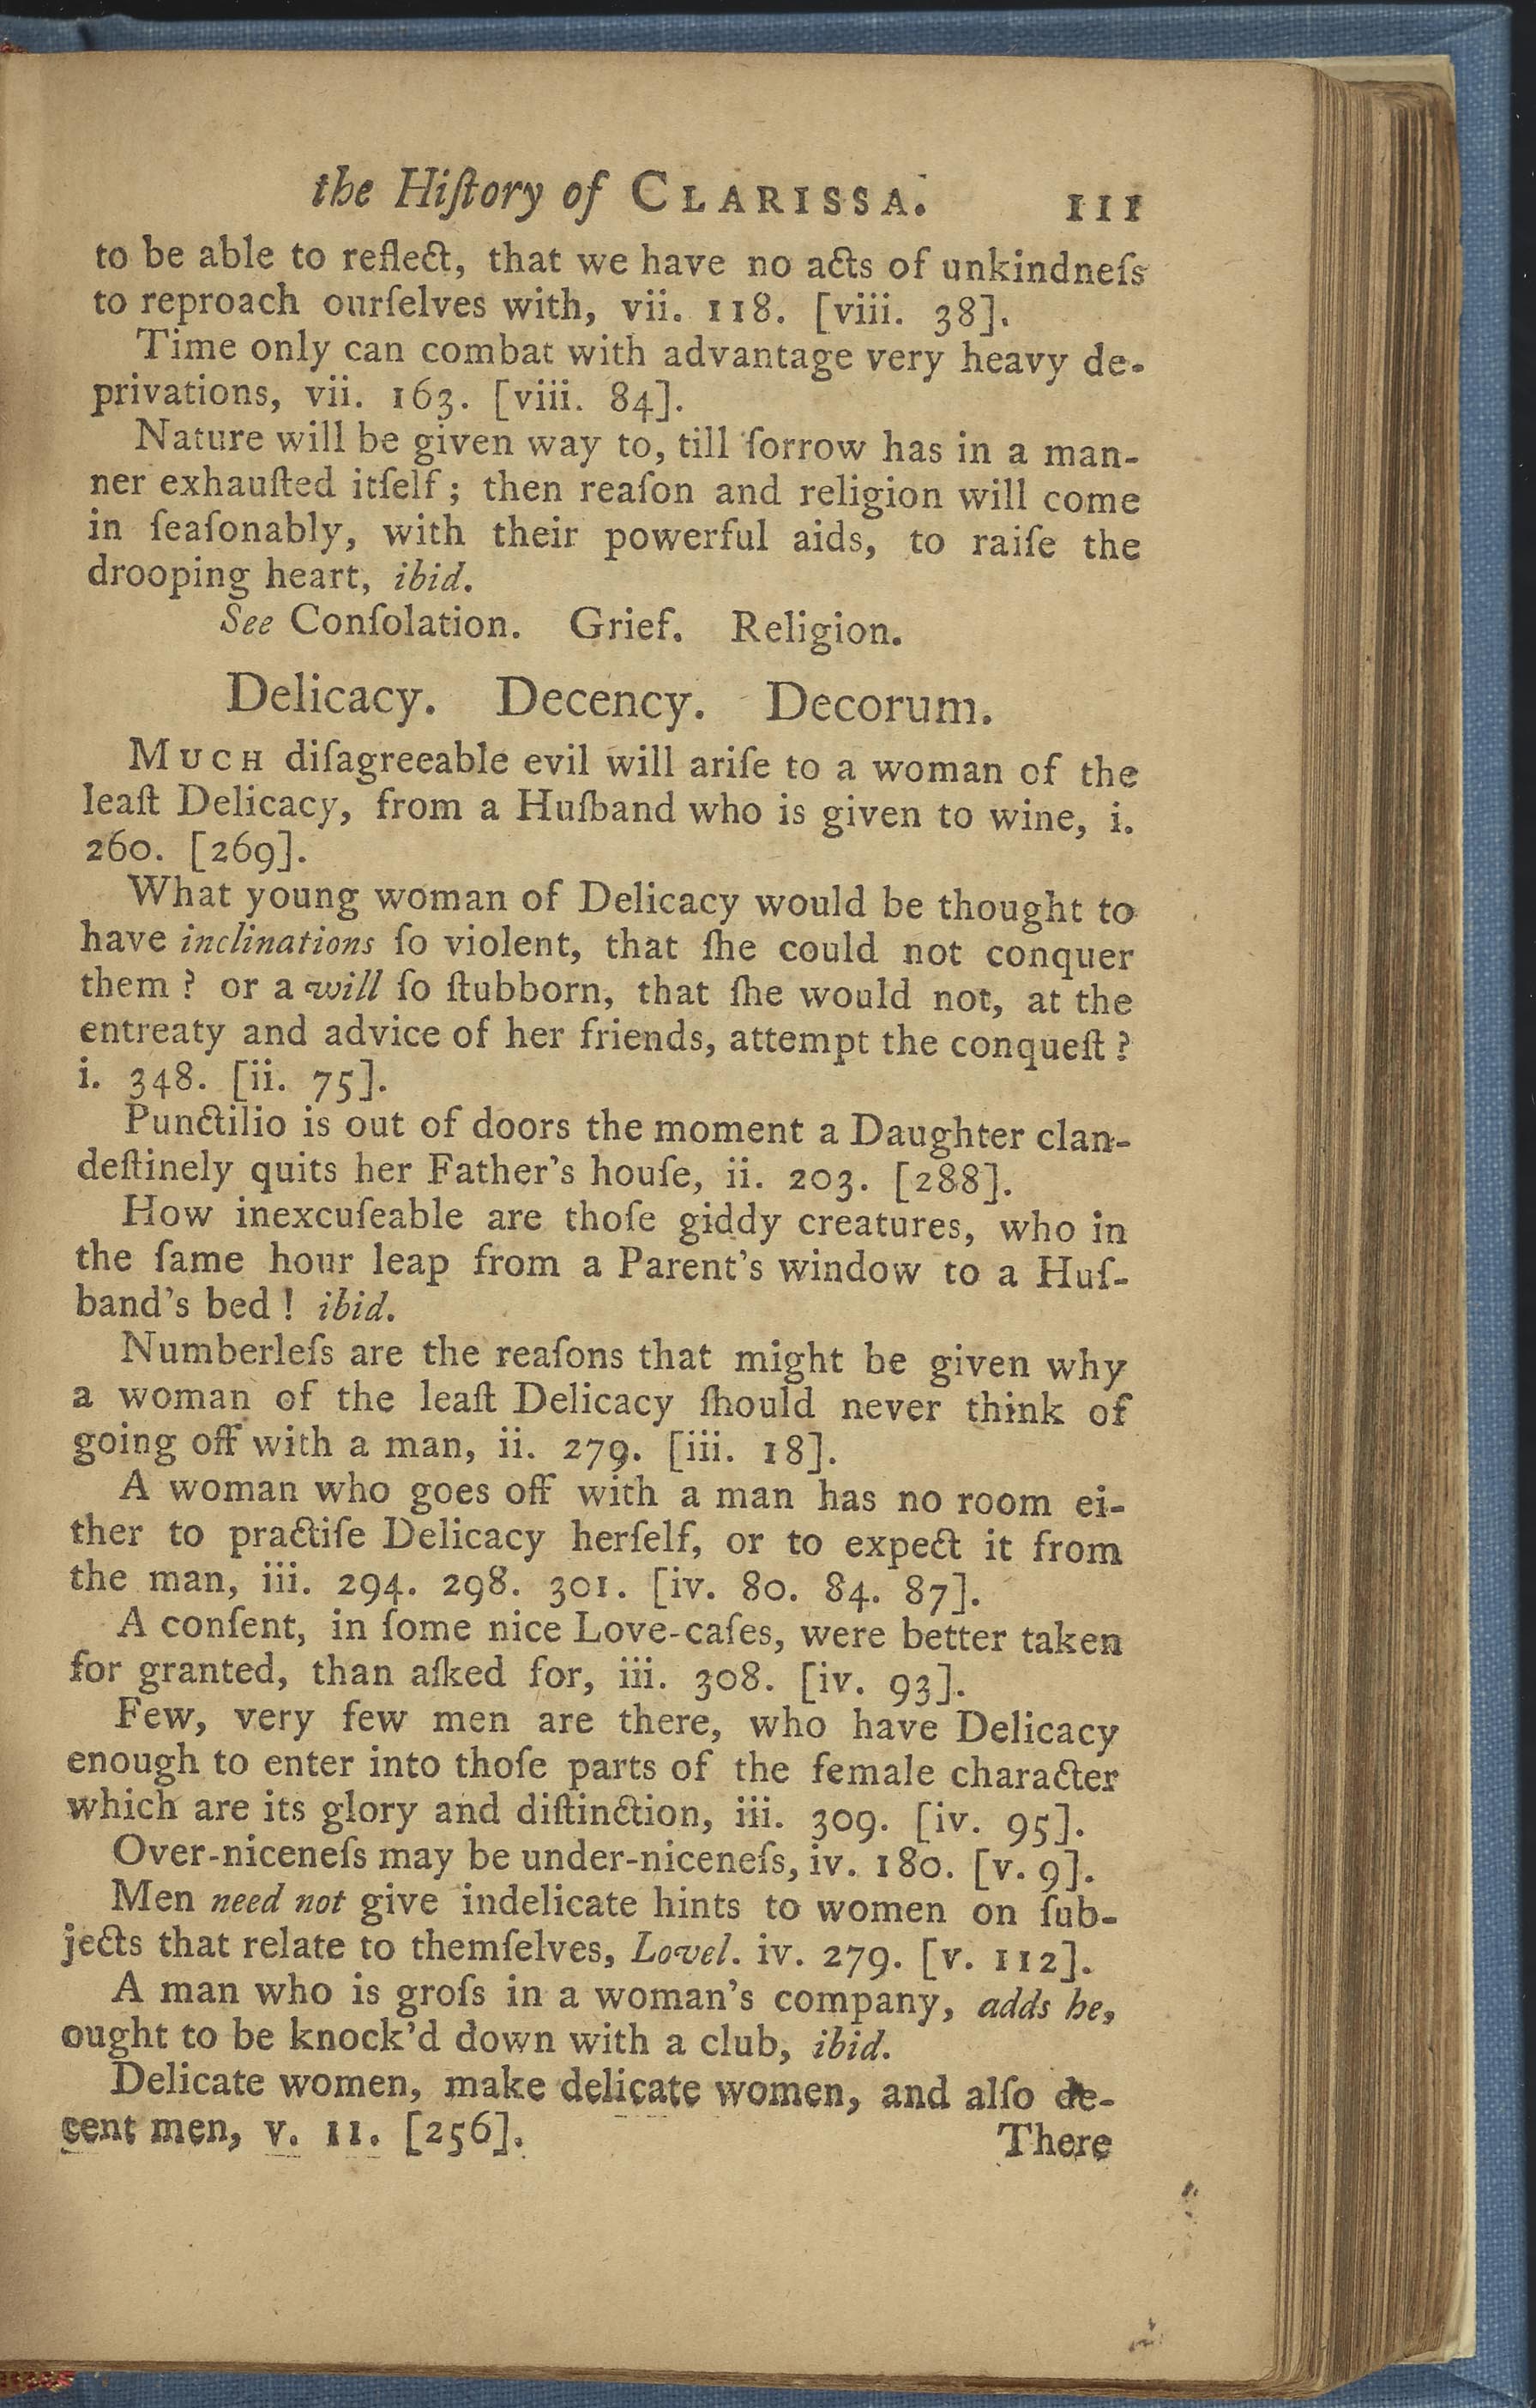 the Hiſtory of CLARISSA. 111
to be able to reflect, that we have no acts of unkindneſs
to reproach ourſelves with, vii. 118. [viii. 38].
Time only can combat with advantage very heavy de-
privations, vii. 163. [viii. 84].
Nature will be given way to, till ſorrow has in a man-
ner exhauſted itſelf; then reaſon and religion will come
in ſeaſonably, with their powerful aids, to raiſe the
drooping heart, ibid.
See Conſolation. Grief. Religion.
Delicacy. Decency. Decorum.
MUCH diſagreeable evil will ariſe to a woman of the
leaſt Delicacy, from a Huſband who is given to wine, i.
260. [269].
What young woman of Delicacy would be thought to
have inclinations ſo violent, that ſhe could not conquer
them? or a will ſo ſtubborn, that ſhe would not, at the
entreaty and advice of her friends, attempt the conqueſt?
i. 348. [ii. 75].
Punctilio is out of doors the moment a Daughter clan-
deſtinely quits her Father's houſe, ii. 203. [288].
How inexcuſeable are thoſe giddy creatures, who in
the ſame hour leap from a Parent's window to a Huſ-
band's bed! ibid.
Numberleſs are the reaſons that might be given why
a woman of the leaſt Delicacy ſhould never think of
going off with a man, ii. 279. [iii. 18].
A woman who goes off with a man has no room ei-
ther to practiſe Delicacy herſelf, or to expect it from
the man, iii. 294. 298. 301. [iv. 80. 84. 87].
A conſent, in ſome nice Love-caſes, were better taken
for granted, than aſked for, iii. 308. [iv. 93].
Few, very few men are there, who have Delicacy
enough to enter into thoſe parts of the female character
which are its glory and diſtinction, iii. 309. [iv. 95].
Over-niceneſs may be under-niceneſs, iv. 180. [v. 9].
Men need not give indelicate hints to women on ſub-
jects that relate to themſelves, Lovel. iv. 279. [v. 112].
A man who is groſs in a woman's company, adds he,
ought to be knock'd down with a club, ibid.
Delicate women, make delicate women, and alſo de-
cent men, v. 11. [256].
There